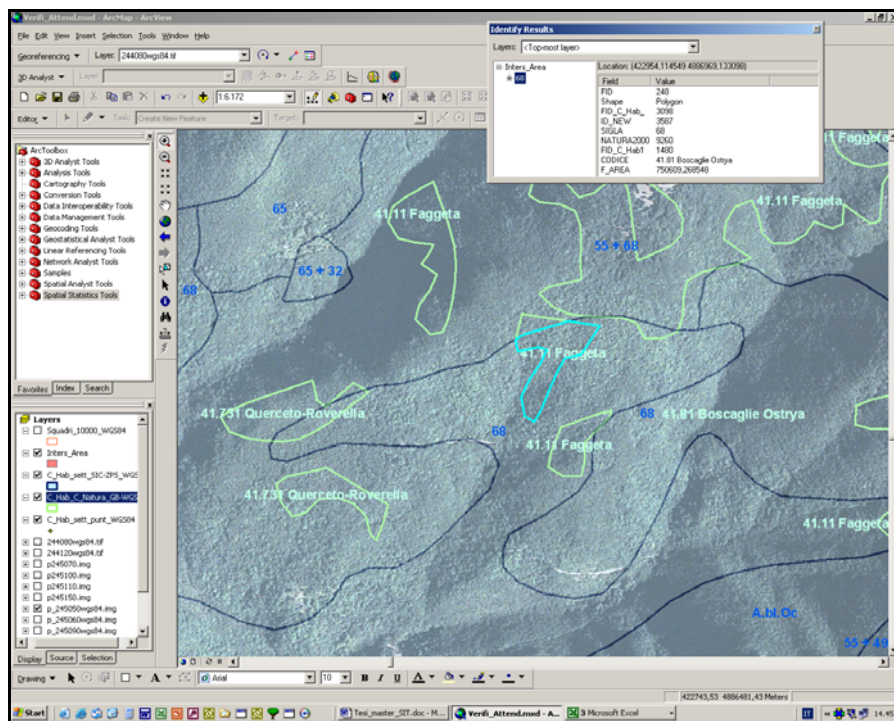 Verifi_Attend.mxd - ArcMap - ArcView
File Edit View Insert Selection Tools Window Help
Georeferencing Layer: 244080wgs84.tif
3D Analyst Layer:
1:6.172
Editor Task: Create New Feature Target:
Identify Results
Layers: <Top-most layer>
Inters_Area
68
Location: (422954,114549 4886969,133098)
Field Value
FID 248
Shape Polygon
FID_C_Hab_ 3098
ID_NEW 3587
SIGLA 68
NATURA2000 9260
FID_C_Hab1 1480
CODICE 41.81 Boscaglie Ostrya
F_AREA 750609,268548
ArcToolbox
3D Analyst Tools
Analysis Tools
Cartography Tools
Conversion Tools
Data Interoperability Tools
Data Management Tools
Geocoding Tools
Geostatistical Analyst Tools
Linear Referencing Tools
Network Analyst Tools
Samples
Spatial Analyst Tools
Spatial Statistics Tools
Favorites Index Search
Layers
Squadri_10000_WGS84
Inters_Area
C_Hab_sett_SIC-ZPS_WGS
C_Hab_C_Natura_GB-WGS
C_Hab_sett_punt_WGS84
244080wgs84.tif
244120wgs84.tif
p245070.img
p245100.img
p245110.img
p245150.img
p_245050wgs84.img
p_245060wgs84.img
p_245090wgs84.img
Display Source Selection
65
41.11 Faggeta
41.11 Faggeta
41.11 Faggeta
55 + 68
65 + 32
68
41.11 Faggeta
41.731 Querceto-Roverella
68
68
41.81 Boscaglie Ostrya
41.11 Faggeta
41.731 Querceto-Roverella
41.11 Faggeta
A.bl.Oc
55 + 49
Drawing Arial 10 B I U A
422743,53 4886481,43 Meters
Start
Tesi_master_SIT.doc - M...
Verifi_Attend.mxd - A...
3 Microsoft Excel
IT